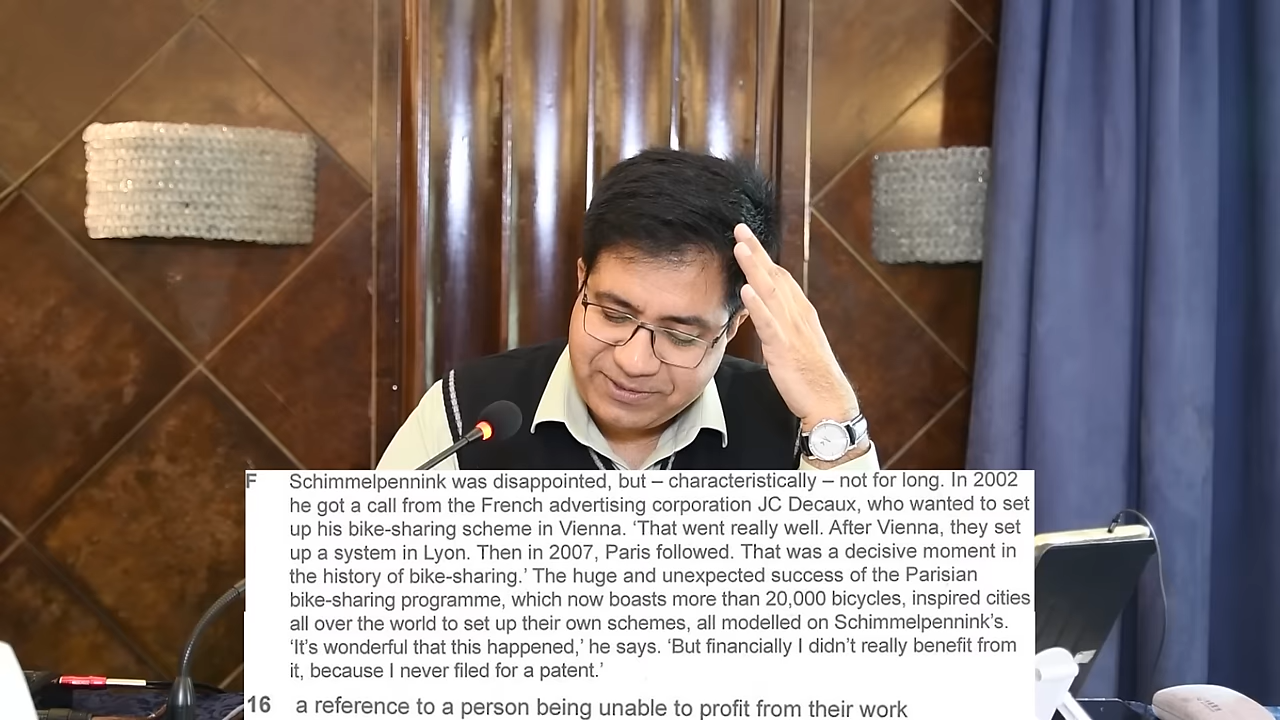 F Schimmelpennink was disappointed, but – characteristically – not for long. In 2002
he got a call from the French advertising corporation JC Decaux, who wanted to set
up his bike-sharing scheme in Vienna. ‘That went really well. After Vienna, they set
up a system in Lyon. Then in 2007, Paris followed. That was a decisive moment in
the history of bike-sharing.’ The huge and unexpected success of the Parisian
bike-sharing programme, which now boasts more than 20,000 bicycles, inspired cities
all over the world to set up their own schemes, all modelled on Schimmelpennink’s.
‘It’s wonderful that this happened,’ he says. ‘But financially I didn’t really benefit from
it, because I never filed for a patent.’
16 a reference to a person being unable to profit from their work